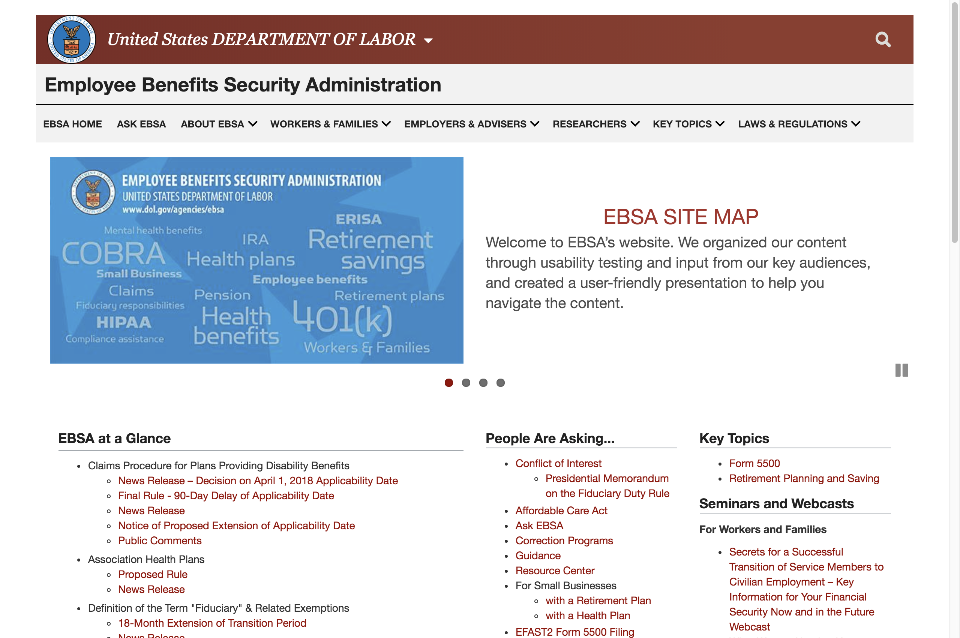 United States DEPARTMENT OF LABOR
Employee Benefits Security Administration
EBSA HOME ASK EBSA ABOUT EBSA WORKERS & FAMILIES EMPLOYERS & ADVISERS RESEARCHERS KEY TOPICS LAWS & REGULATIONS
EMPLOYEE BENEFITS SECURITY ADMINISTRATION
UNITED STATES DEPARTMENT OF LABOR
www.dol.gov/agencies/ebsa
Mental health benefits
ERISA
COBRA
IRA
Retirement
savings
Health plans
Small Business
Employee benefits
Claims
Pension
Retirement plans
Fiduciary responsibilities
HIPAA
Health
benefits
401(k)
Compliance assistance
Workers & Families
EBSA SITE MAP
Welcome to EBSA's website. We organized our content
through usability testing and input from our key audiences,
and created a user-friendly presentation to help you
navigate the content.
EBSA at a Glance
Claims Procedure for Plans Providing Disability Benefits
News Release – Decision on April 1, 2018 Applicability Date
Final Rule - 90-Day Delay of Applicability Date
News Release
Notice of Proposed Extension of Applicability Date
Public Comments
Association Health Plans
Proposed Rule
News Release
Definition of the Term "Fiduciary" & Related Exemptions
18-Month Extension of Transition Period
News Release
People Are Asking...
Conflict of Interest
Presidential Memorandum
on the Fiduciary Duty Rule
Affordable Care Act
Ask EBSA
Correction Programs
Guidance
Resource Center
For Small Businesses
with a Retirement Plan
with a Health Plan
EFAST2 Form 5500 Filing
Key Topics
Form 5500
Retirement Planning and Saving
Seminars and Webcasts
For Workers and Families
Secrets for a Successful
Transition of Service Members to
Civilian Employment – Key
Information for Your Financial
Security Now and in the Future
Webcast